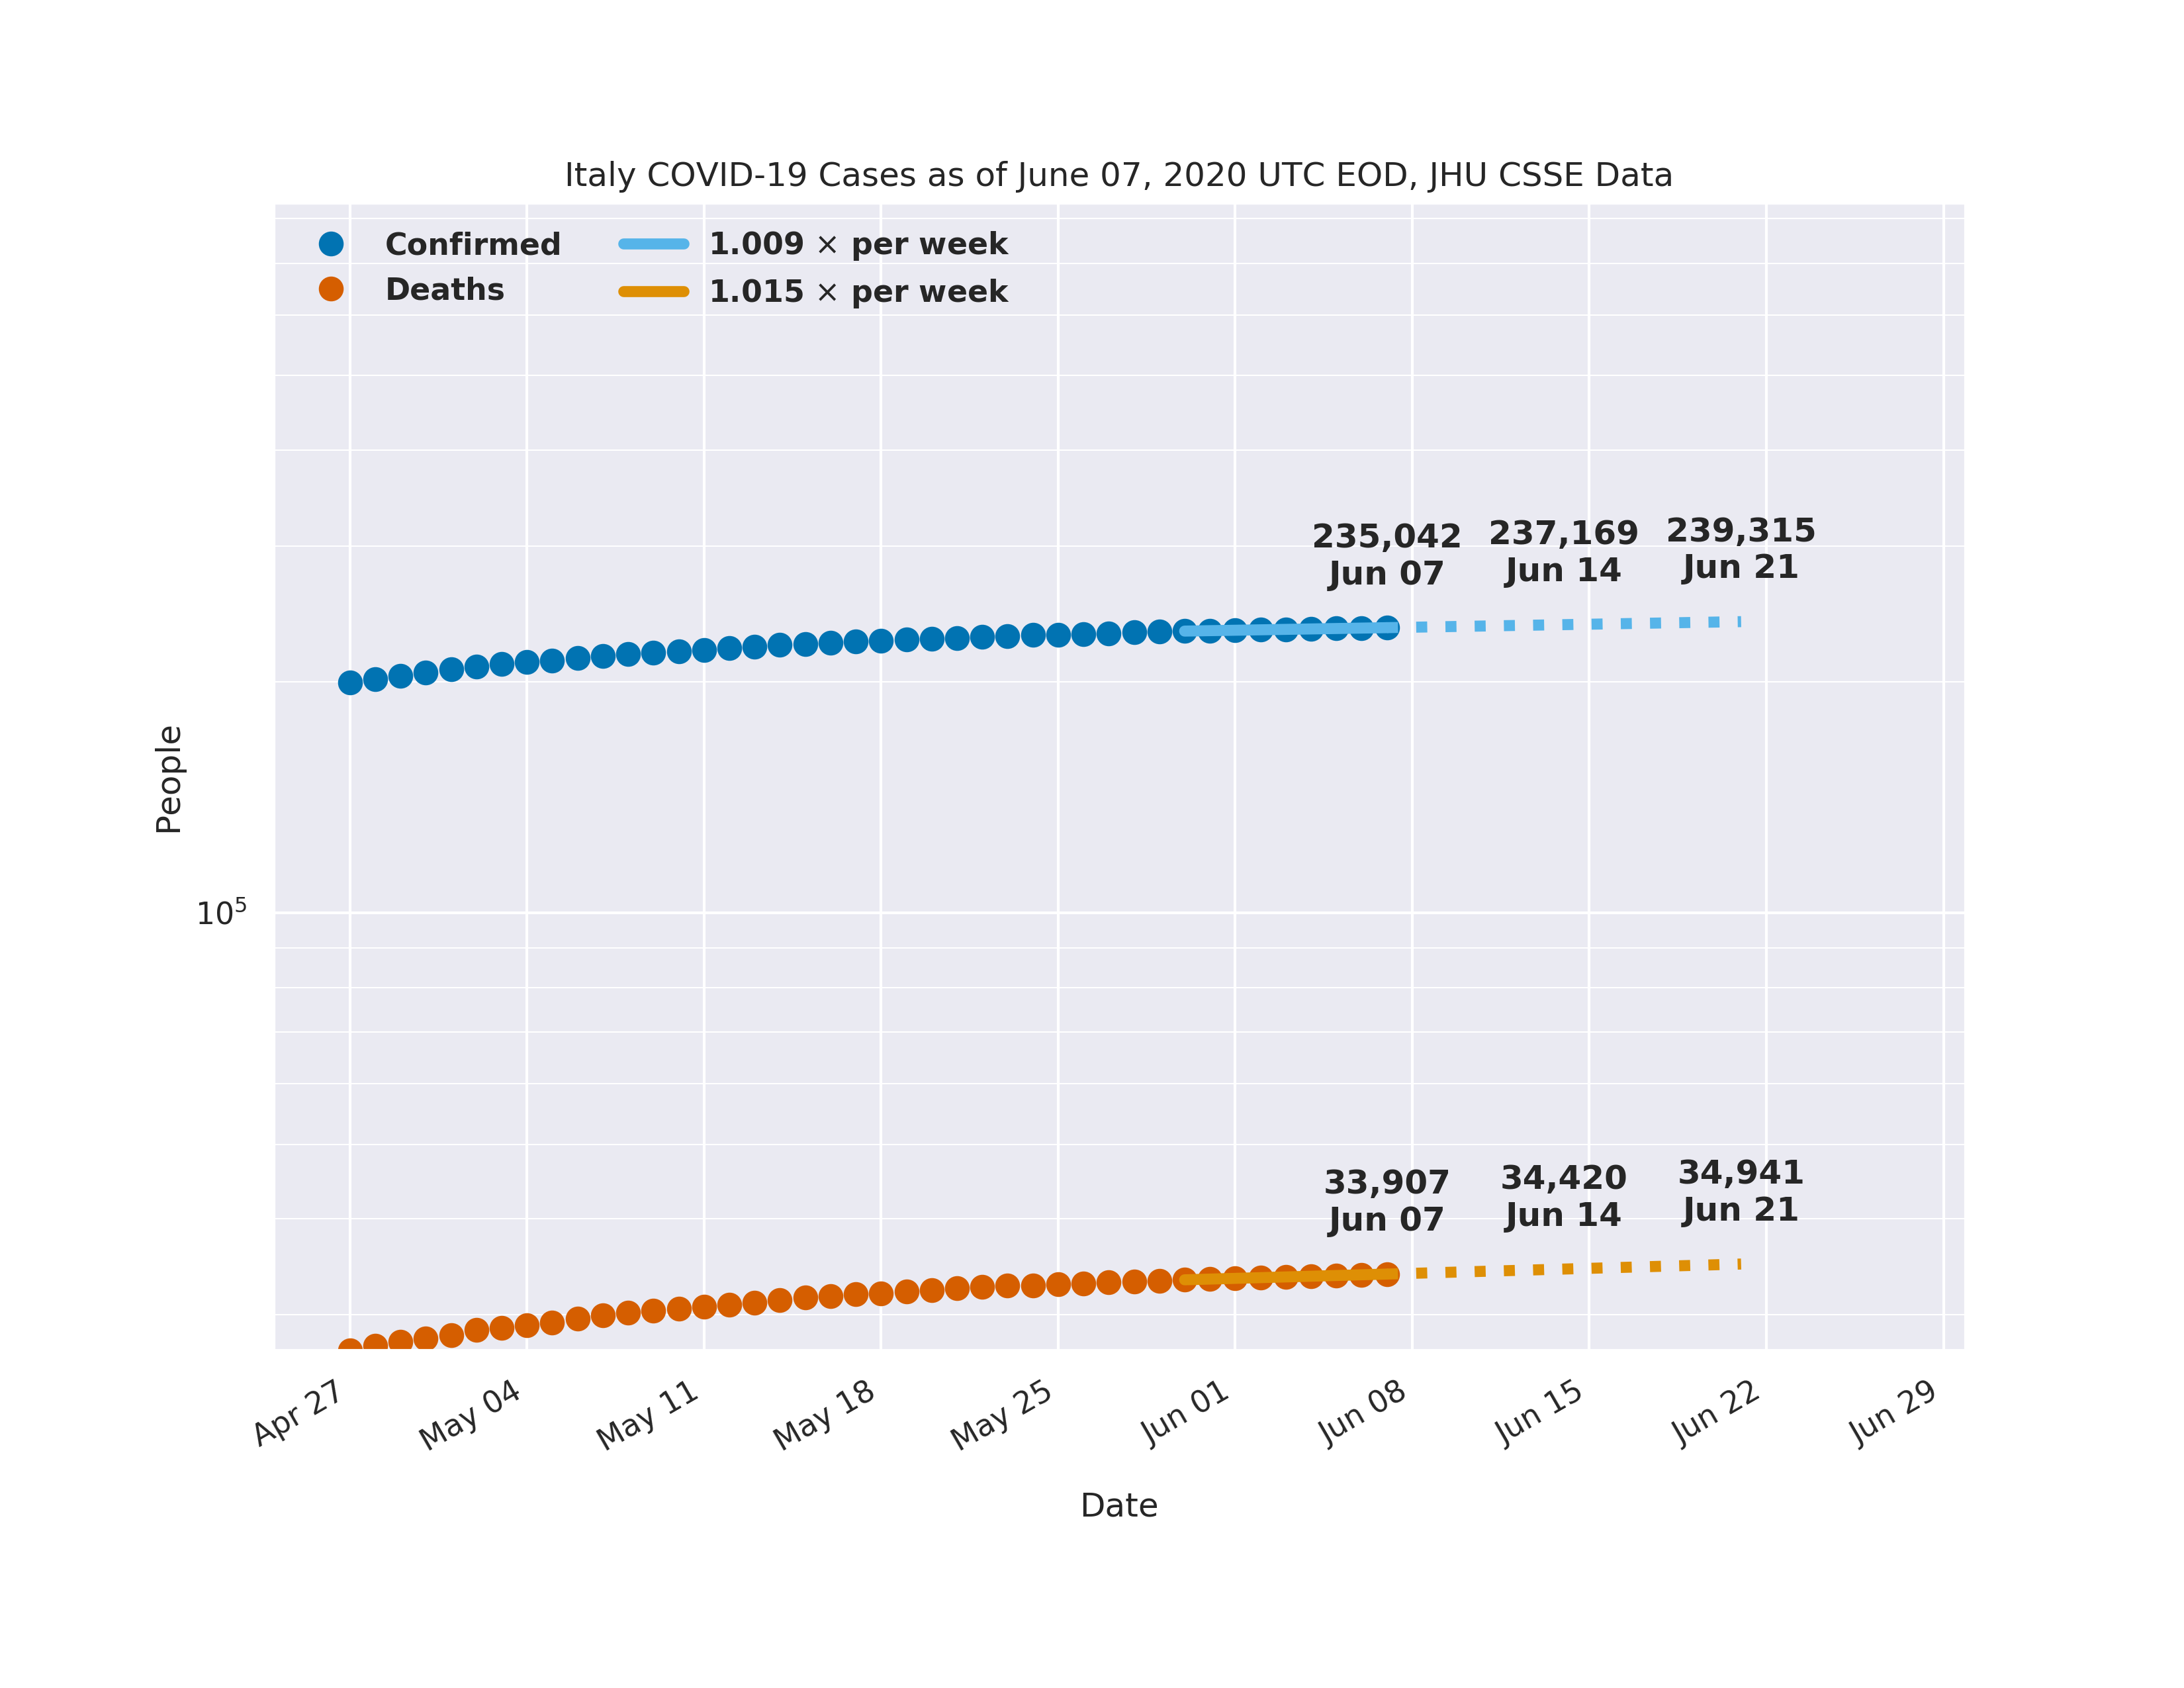 Italy COVID-19 Cases as of June 07, 2020 UTC EOD, JHU CSSE Data
Confirmed
Deaths
1.009 × per week
1.015 × per week
235,042
Jun 07
237,169
Jun 14
239,315
Jun 21
People
10⁵
33,907
Jun 07
34,420
Jun 14
34,941
Jun 21
Apr 27
May 04
May 11
May 18
May 25
Jun 01
Jun 08
Jun 15
Jun 22
Jun 29
Date